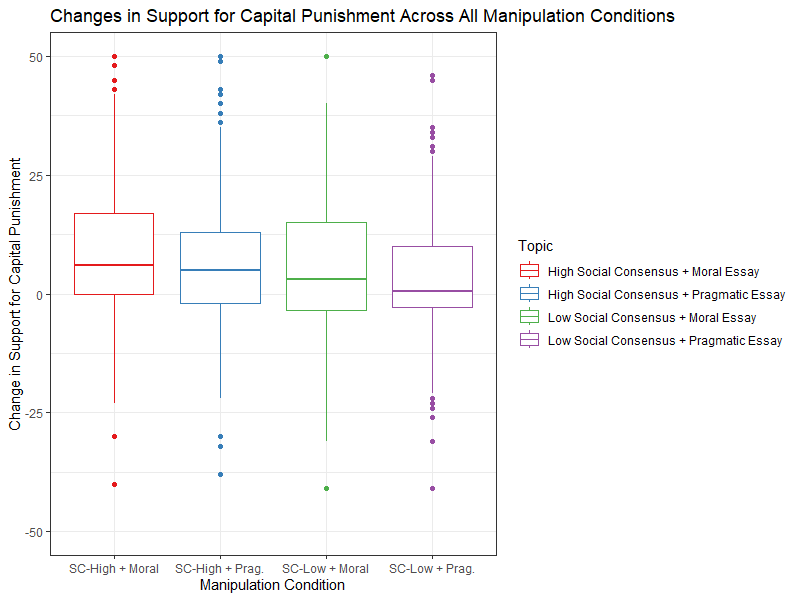 Changes in Support for Capital Punishment Across All Manipulation Conditions
Change in Support for Capital Punishment
50
25
0
-25
-50
SC-High + Moral
SC-High + Prag.
SC-Low + Moral
SC-Low + Prag.
Manipulation Condition
Topic
High Social Consensus + Moral Essay
High Social Consensus + Pragmatic Essay
Low Social Consensus + Moral Essay
Low Social Consensus + Pragmatic Essay